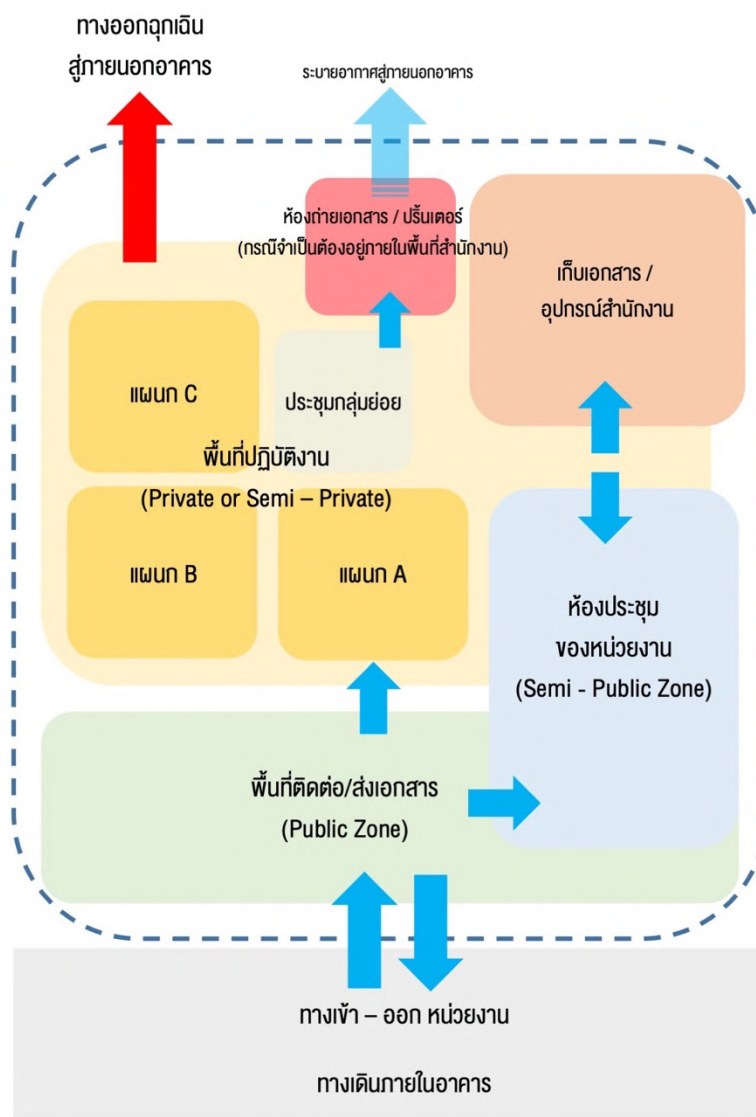 ทางออกฉุกเฉิน
สู่ภายนอกอาคาร
ระบายอากาศสู่ภายนอกอาคาร
ห้องถ่ายเอกสาร / ปริ้นเตอร์
(กรณีจำเป็นต้องอยู่ภายในพื้นที่สำนักงาน)
เก็บเอกสาร /
อุปกรณ์สำนักงาน
แผนก C
ประชุมกลุ่มย่อย
พื้นที่ปฏิบัติงาน
(Private or Semi – Private)
แผนก B
แผนก A
ห้องประชุม
ของหน่วยงาน
(Semi - Public Zone)
พื้นที่ติดต่อ/ส่งเอกสาร
(Public Zone)
ทางเข้า – ออก หน่วยงาน
ทางเดินภายในอาคาร